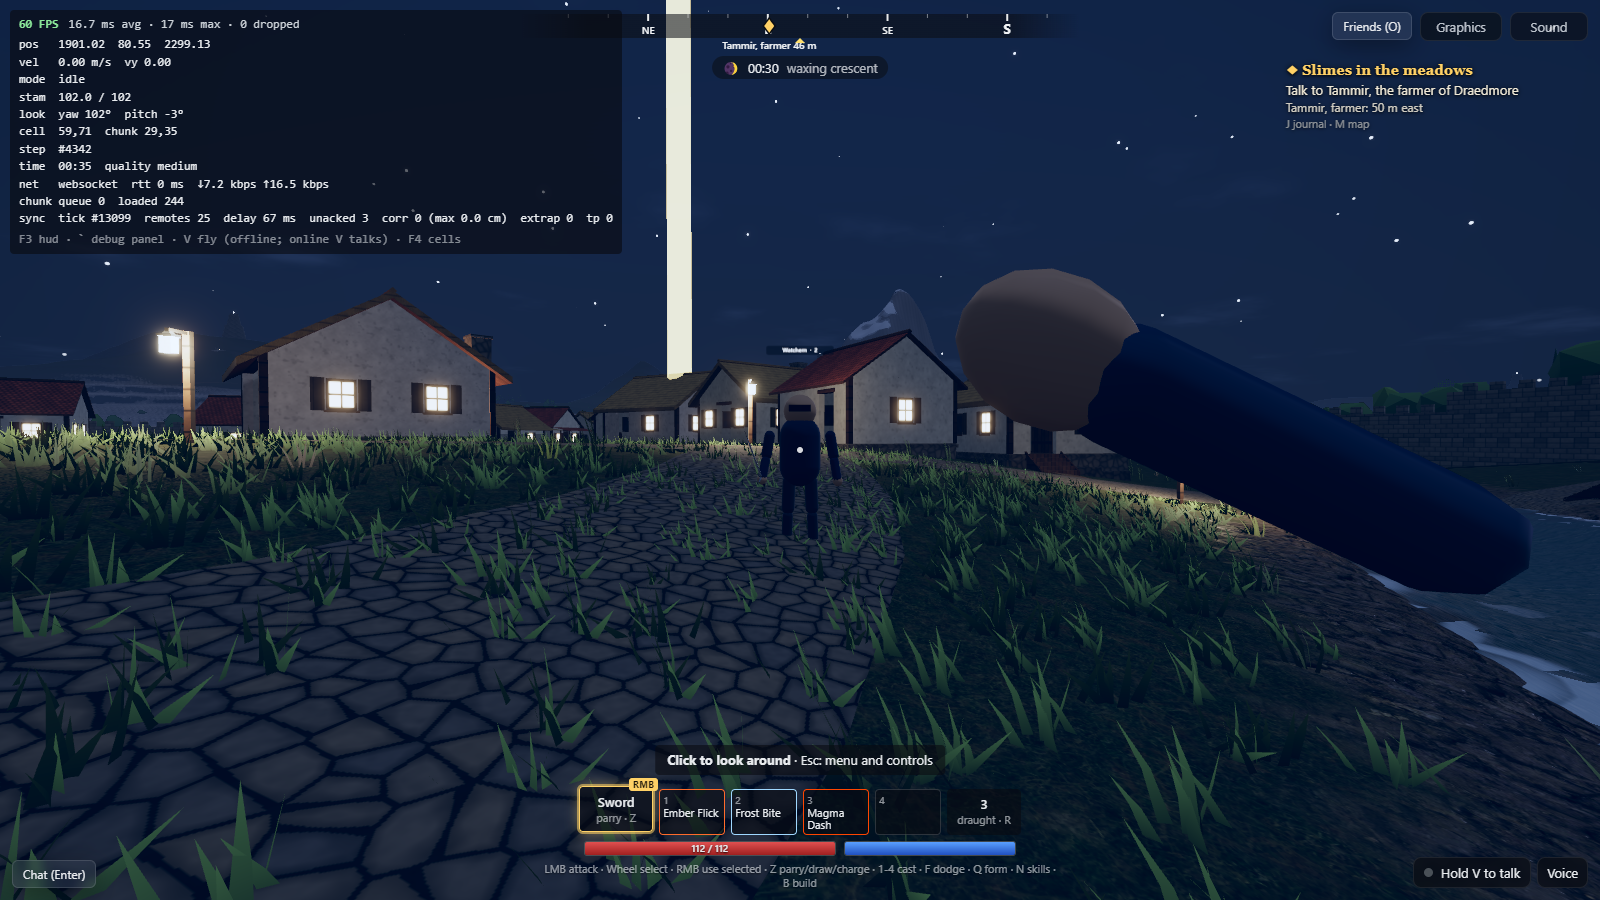 60 FPS 16.7 ms avg · 17 ms max · 0 dropped
pos 1901.02 80.55 2299.13
vel 0.00 m/s vy 0.00
mode idle
stam 102.0 / 102
look yaw 102° pitch -3°
cell 59,71 chunk 29,35
step #4342
time 00:35 quality medium
net websocket rtt 0 ms ↓7.2 kbps ↑16.5 kbps
chunk queue 0 loaded 244
sync tick #13099 remotes 25 delay 67 ms unacked 3 corr 0 (max 0.0 cm) extrap 0 tp 0
F3 hud · ` debug panel · V fly (offline; online V talks) · F4 cells
NE SE S
Tammir, farmer 46 m
00:30 waxing crescent
Friends (O) Graphics Sound
Slimes in the meadows
Talk to Tammir, the farmer of Draedmore
Tammir, farmer: 50 m east
J journal · M map
Click to look around · Esc: menu and controls
RMB
Sword
parry · Z
1
Ember Flick
2
Frost Bite
3
Magma
Dash
4
3
draught · R
112 / 112
LMB attack · Wheel select · RMB use selected · Z parry/draw/charge · 1-4 cast · F dodge · Q form · N skills ·
B build
Chat (Enter)
Hold V to talk Voice